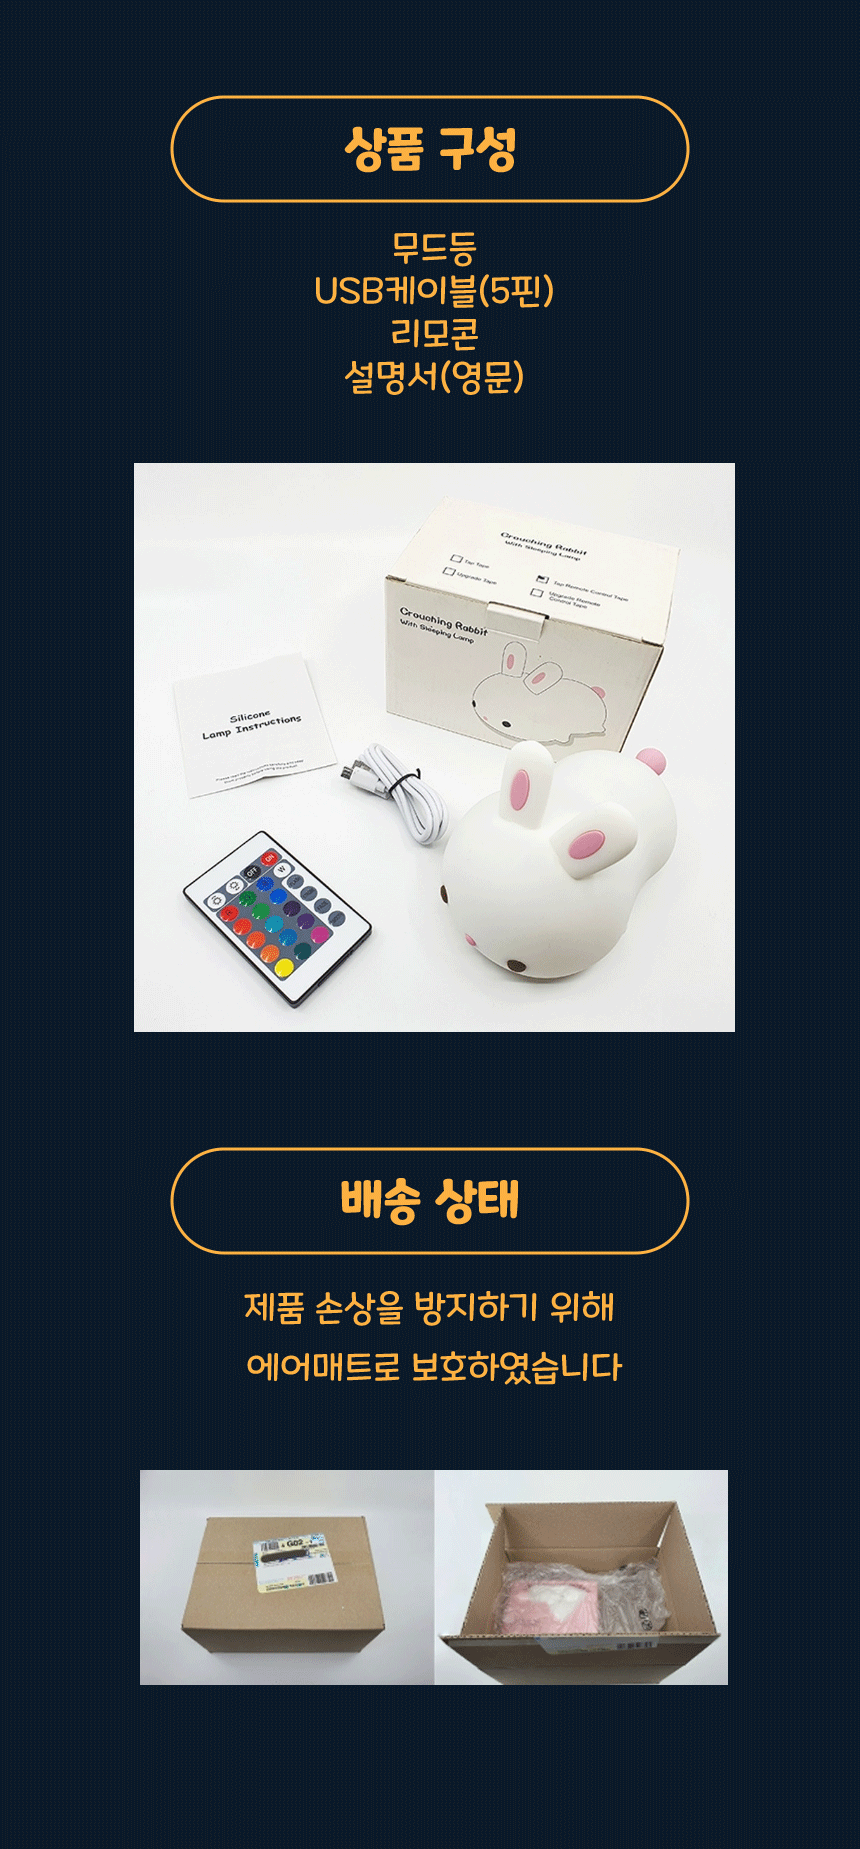 상품 구성
무드등
USB케이블(5핀)
리모콘
설명서(영문)
Crouching Rabbit
With Sleeping Lamp
Tap Tape
Upgrade Tape
Tap Remote Control Tape
Upgrade Remote
Control Tape
Crouching Rabbit
With Sleeping Lamp
Silicone
Lamp Instructions
ON
OFF
W
R
G
B
배송 상태
제품 손상을 방지하기 위해
에어매트로 보호하였습니다
G02